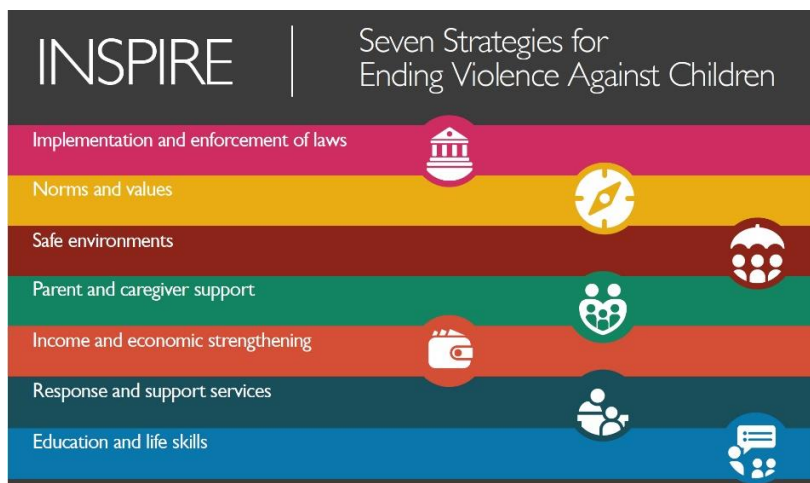 INSPIRE
Seven Strategies for
Ending Violence Against Children
Implementation and enforcement of laws
Norms and values
Safe environments
Parent and caregiver support
Income and economic strengthening
Response and support services
Education and life skills